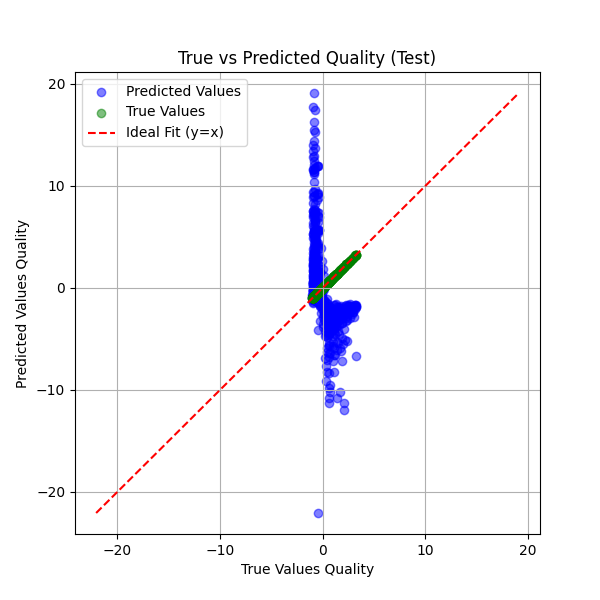 True vs Predicted Quality (Test)
Predicted Values
True Values
Ideal Fit (y=x)
20
10
0
−10
−20
Predicted Values Quality
−20
−10
0
10
20
True Values Quality